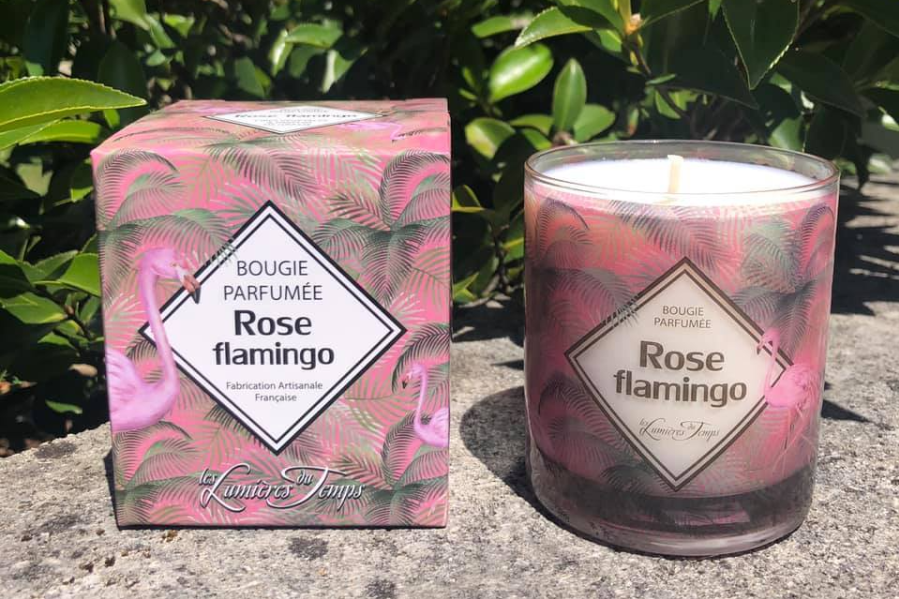 Rose flamingo
BOUGIE
PARFUMÉE
Rose
flamingo
Fabrication Artisanale
Française
les Lumières du Temps
BOUGIE
PARFUMÉE
Rose
flamingo
les Lumières du Temps